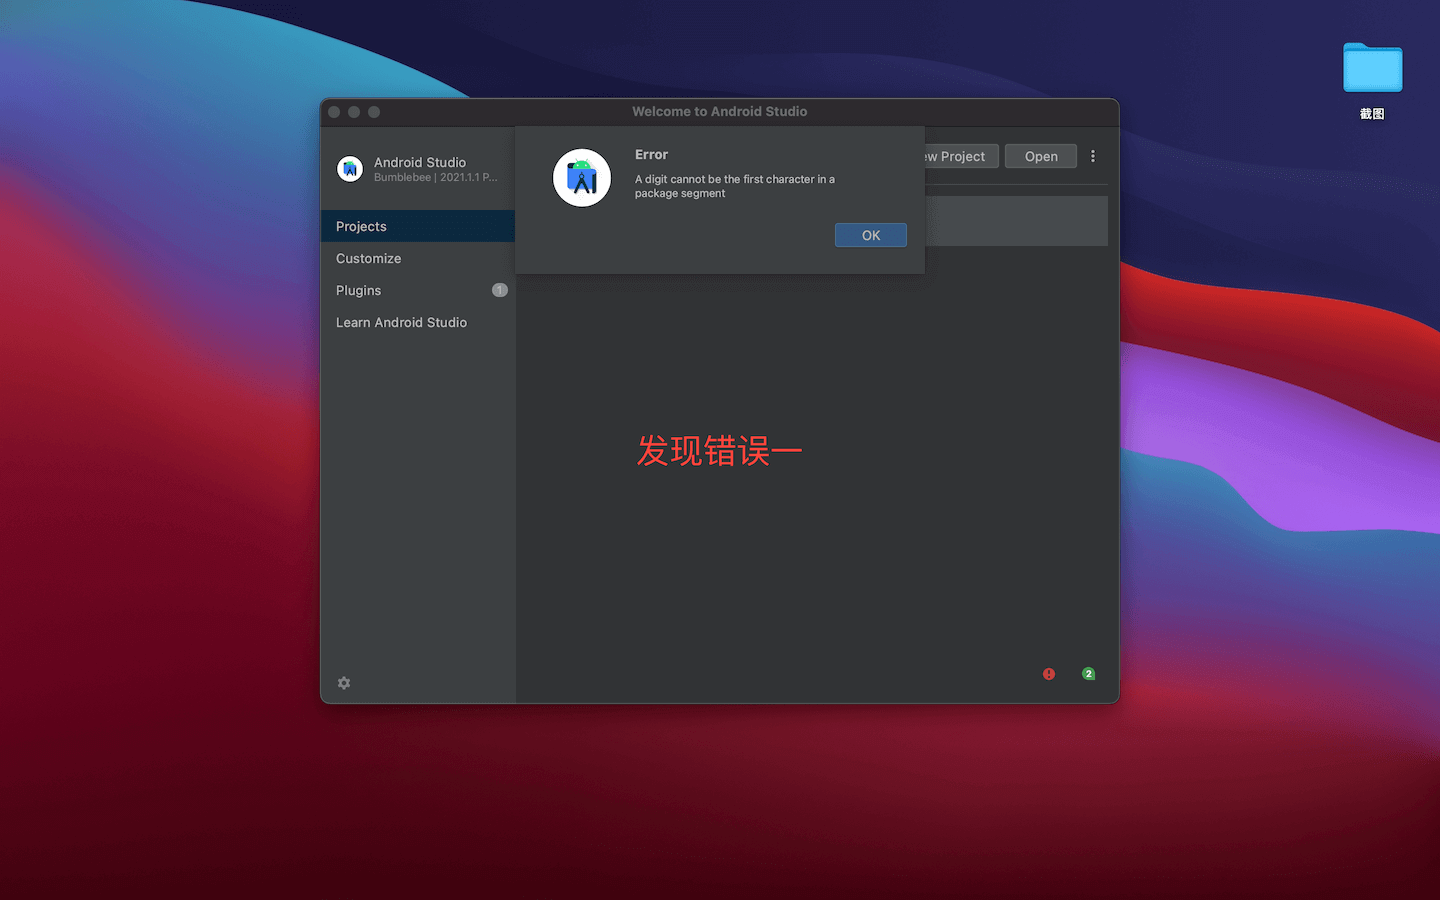 Welcome to Android Studio
截图
Android Studio
Bumblebee | 2021.1.1 P...
Error
A digit cannot be the first character in a
package segment
OK
ew Project
Open
Projects
Customize
Plugins
1
Learn Android Studio
发现错误一
2